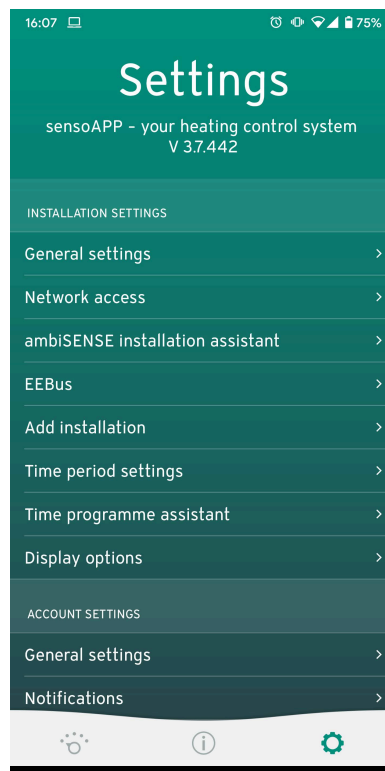 16:07 75%
Settings
sensoAPP – your heating control system
V 3.7.442
INSTALLATION SETTINGS
General settings
Network access
ambiSENSE installation assistant
EEBus
Add installation
Time period settings
Time programme assistant
Display options
ACCOUNT SETTINGS
General settings
Notifications